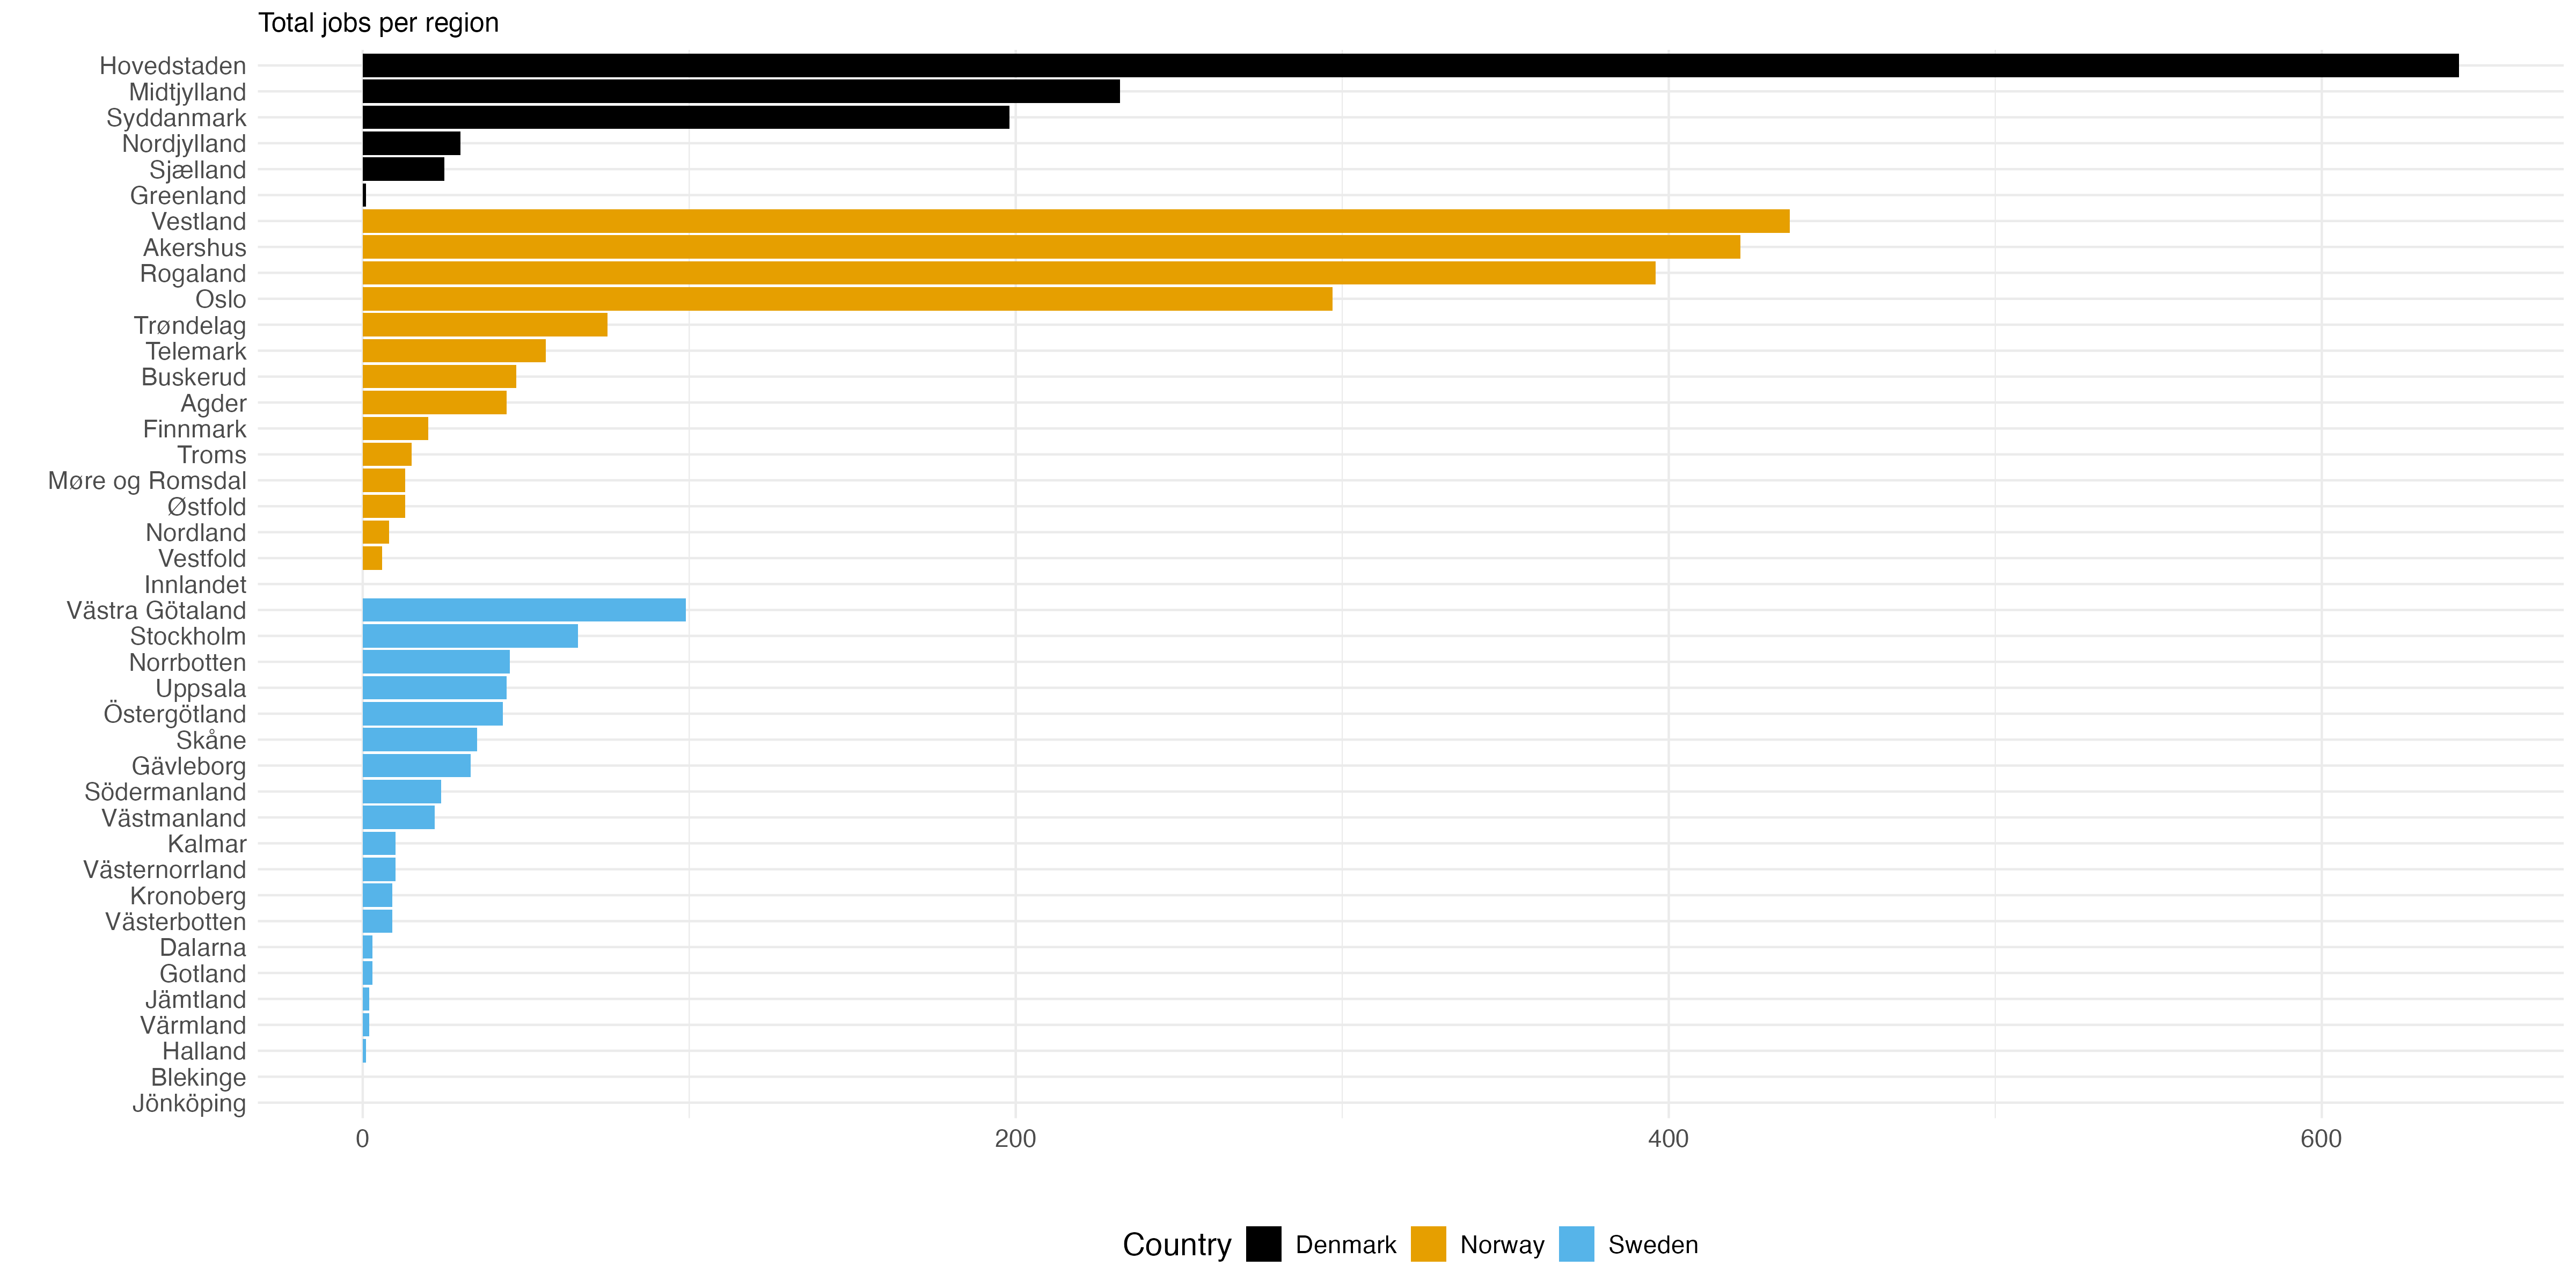 Total jobs per region
Hovedstaden
Midtjylland
Syddanmark
Nordjylland
Sjælland
Greenland
Vestland
Akershus
Rogaland
Oslo
Trøndelag
Telemark
Buskerud
Agder
Finnmark
Troms
Møre og Romsdal
Østfold
Nordland
Vestfold
Innlandet
Västra Götaland
Stockholm
Norrbotten
Uppsala
Östergötland
Skåne
Gävleborg
Södermanland
Västmanland
Kalmar
Västernorrland
Kronoberg
Västerbotten
Dalarna
Gotland
Jämtland
Värmland
Halland
Blekinge
Jönköping
0 200 400 600
Country Denmark Norway Sweden